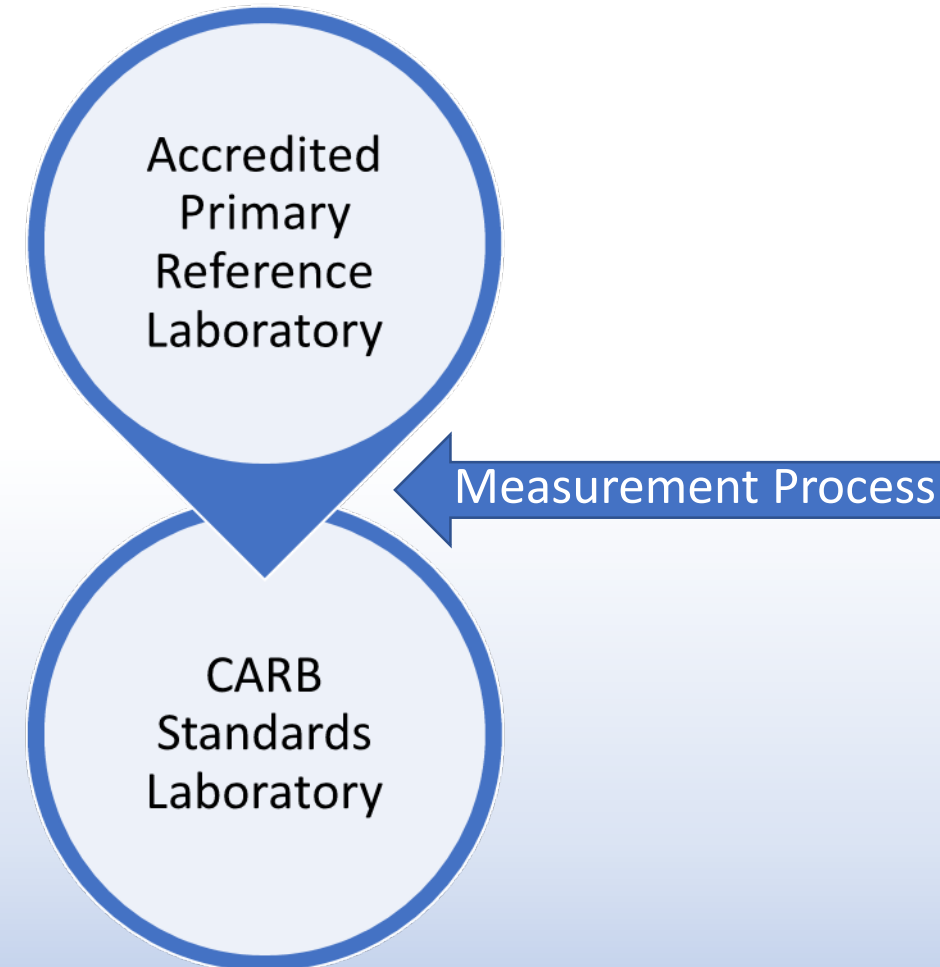 Accredited
Primary
Reference
Laboratory
Measurement Process
CARB
Standards
Laboratory